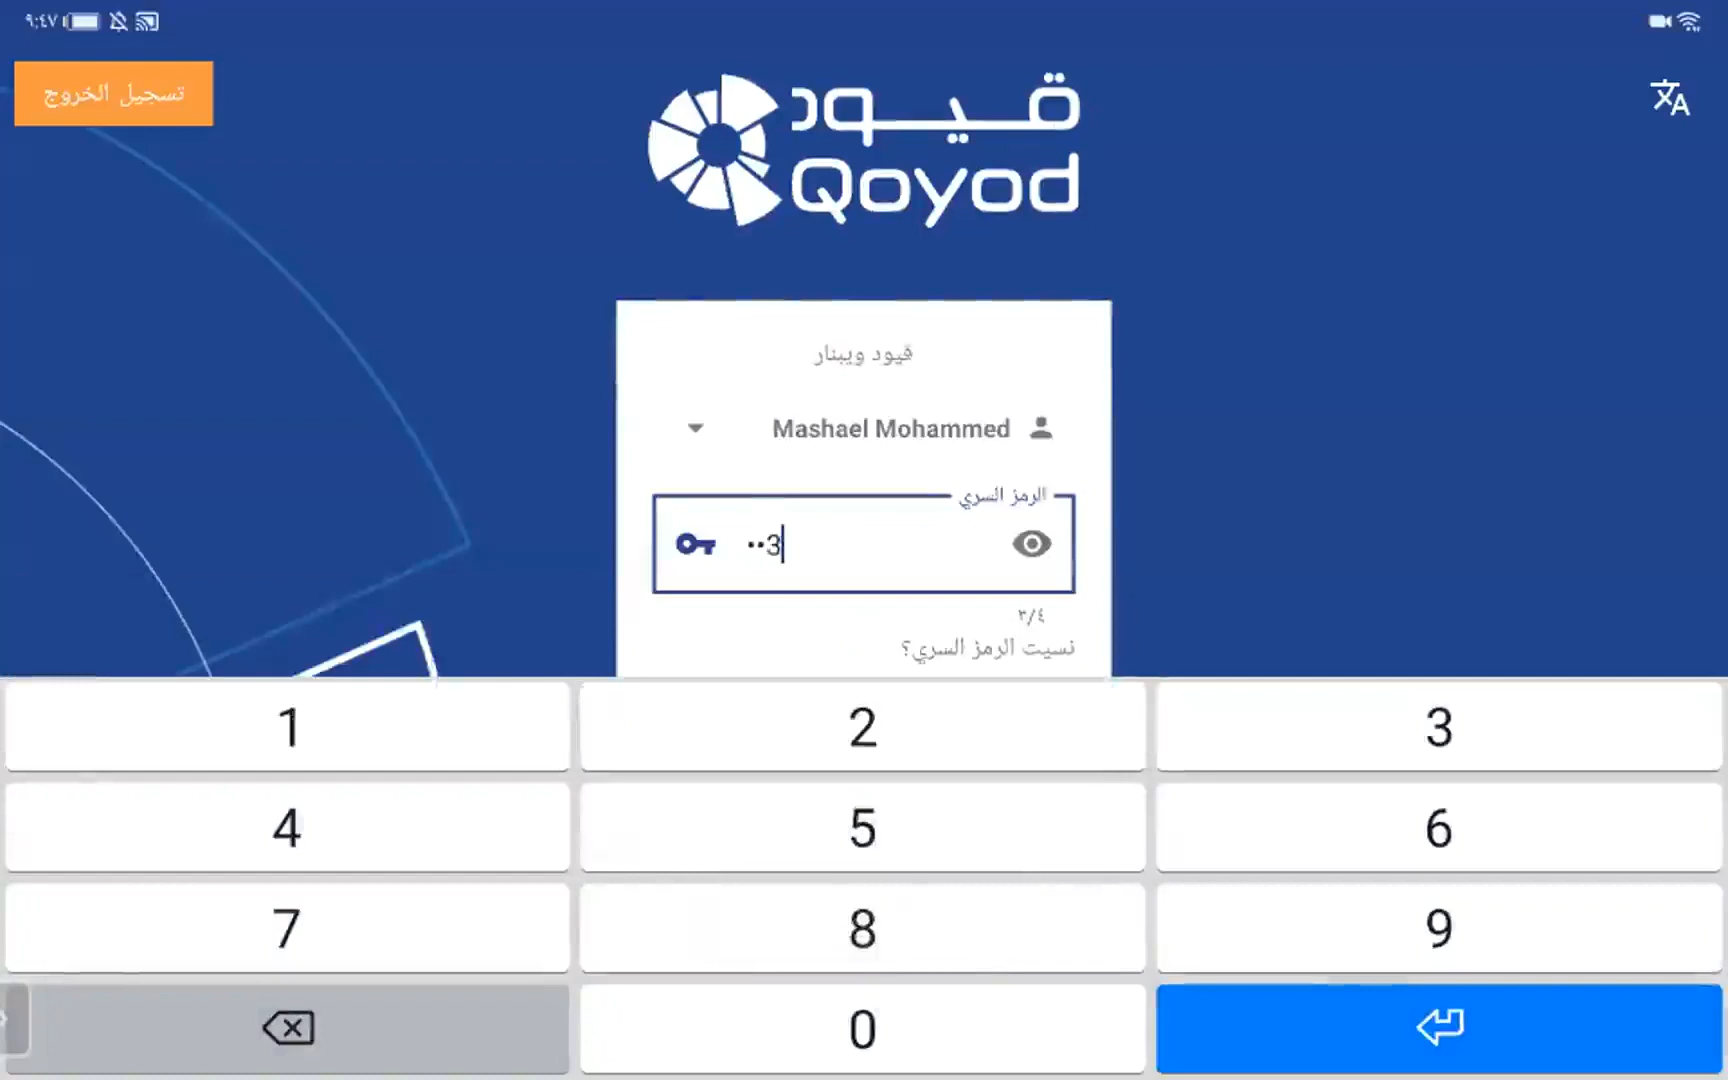 ٩:٤٧
تسجيل الخروج
قيود
Qoyod
قيود ويبنار
Mashael Mohammed
الرمز السري
••3
٣/٤
نسيت الرمز السري؟
1 2 3
4 5 6
7 8 9
0